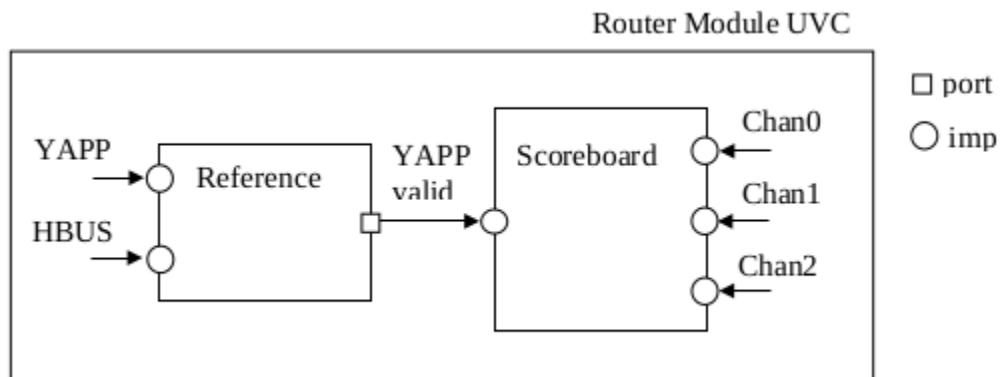 Router Module UVC
port
imp
YAPP
HBUS
Reference
YAPP
valid
Scoreboard
Chan0
Chan1
Chan2